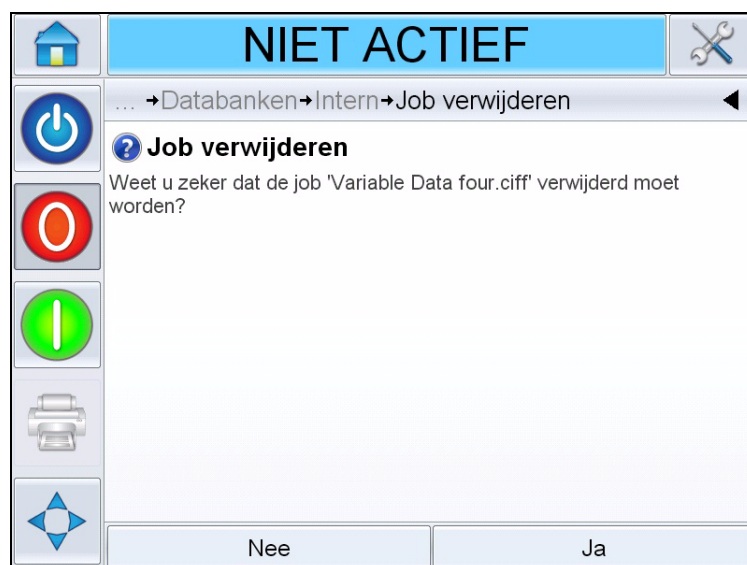 NIET ACTIEF
... →Databanken→Intern→Job verwijderen
Job verwijderen
Weet u zeker dat de job 'Variable Data four.ciff' verwijderd moet
worden?
Nee
Ja